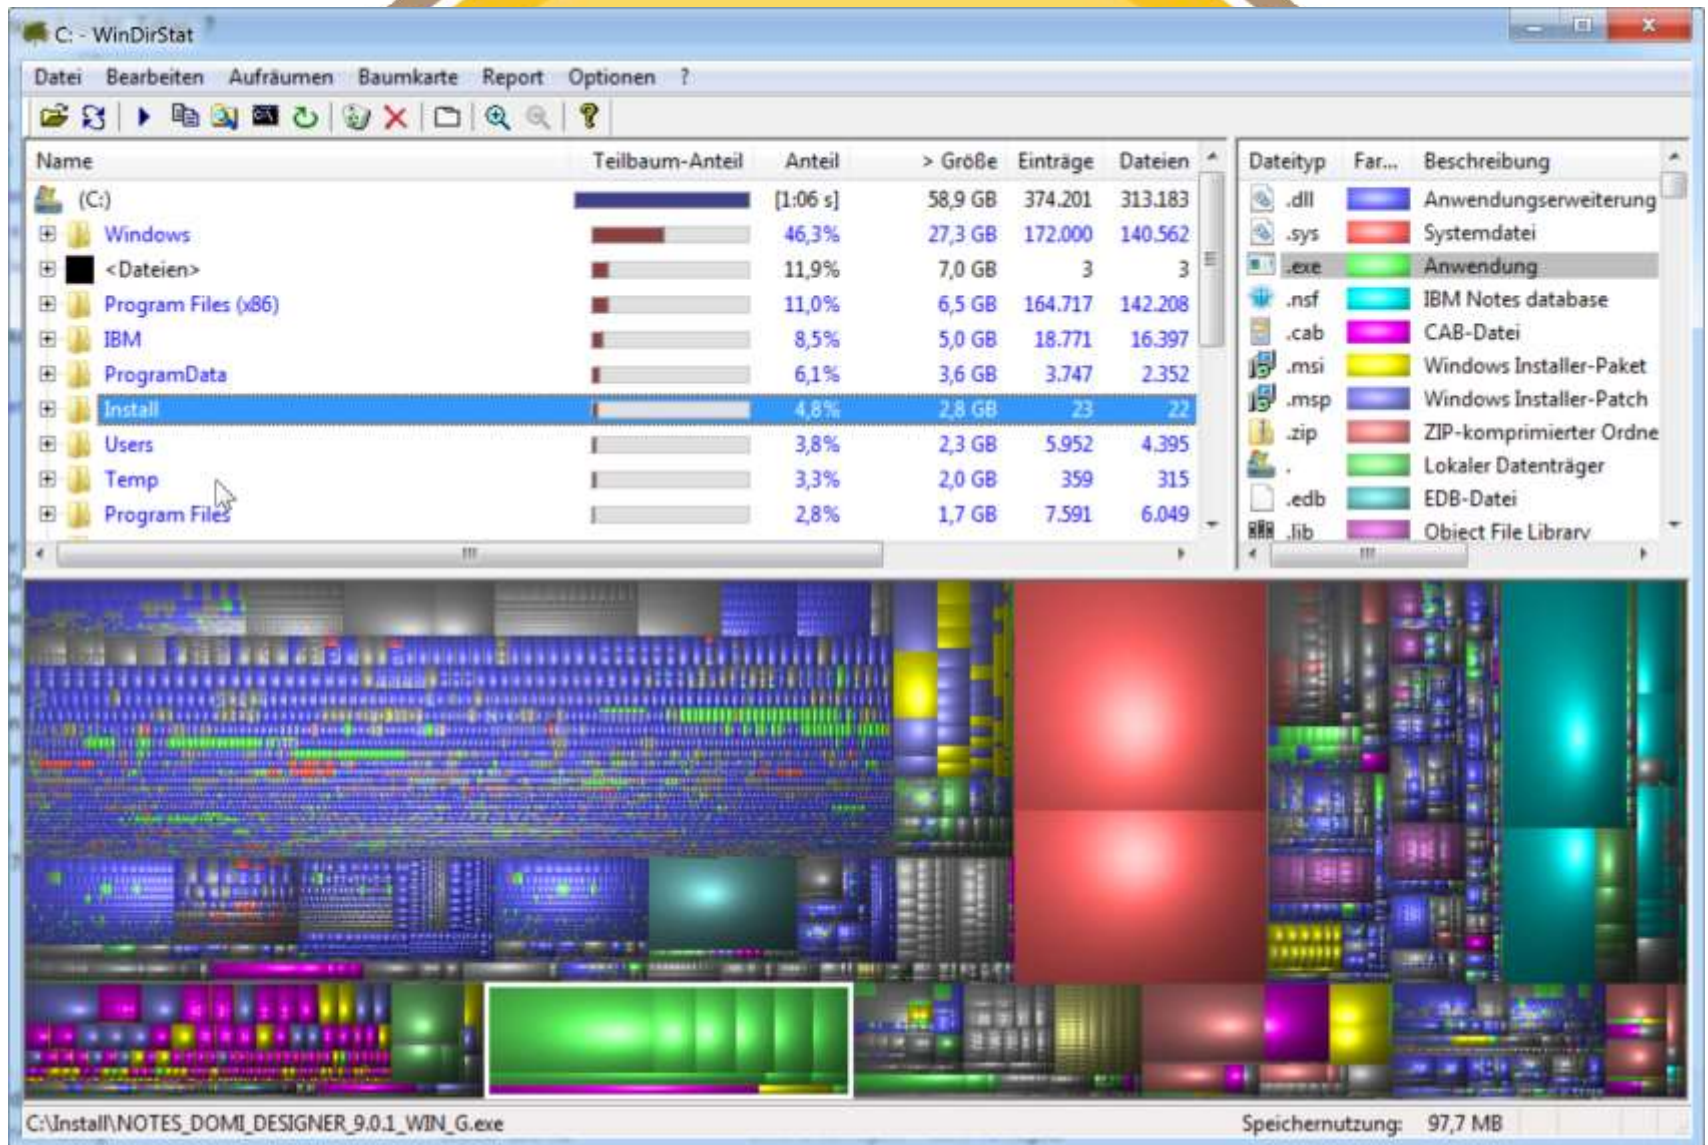 C: - WinDirStat
Datei Bearbeiten Aufräumen Baumkarte Report Optionen ?
Name Teilbaum-Anteil Anteil > Größe Einträge Dateien
(C:) [1:06 s] 58,9 GB 374.201 313.183
Windows 46,3% 27,3 GB 172.000 140.562
<Dateien> 11,9% 7,0 GB 3 3
Program Files (x86) 11,0% 6,5 GB 164.717 142.208
IBM 8,5% 5,0 GB 18.771 16.397
ProgramData 6,1% 3,6 GB 3.747 2.352
Install 4,8% 2,8 GB 23 22
Users 3,8% 2,3 GB 5.952 4.395
Temp 3,3% 2,0 GB 359 315
Program Files 2,8% 1,7 GB 7.591 6.049
Dateityp Far... Beschreibung
.dll Anwendungserweiterung
.sys Systemdatei
.exe Anwendung
.nsf IBM Notes database
.cab CAB-Datei
.msi Windows Installer-Paket
.msp Windows Installer-Patch
.zip ZIP-komprimierter Ordne
. Lokaler Datenträger
.edb EDB-Datei
.lib Object File Library
C:\Install\NOTES_DOMI_DESIGNER_9.0.1_WIN_G.exe
Speichernutzung: 97,7 MB